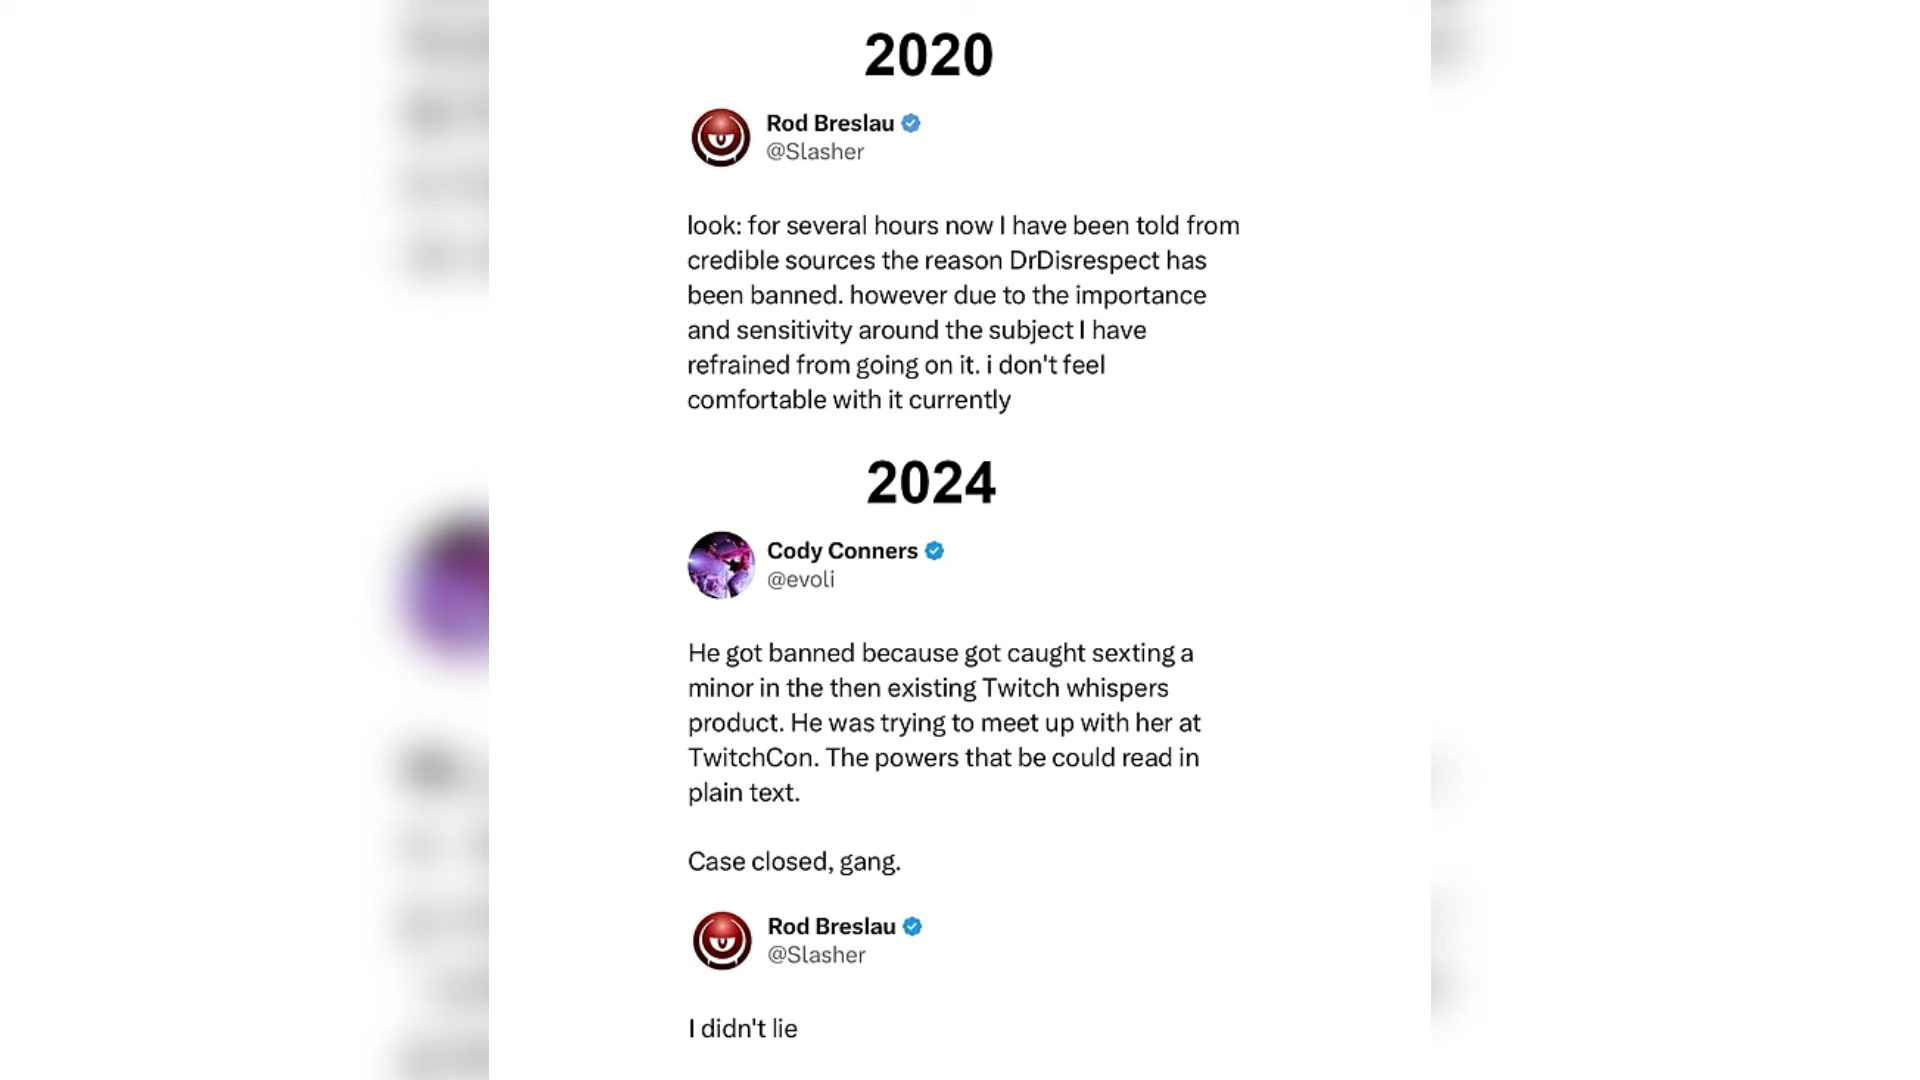 2020
Rod Breslau
@Slasher
look: for several hours now I have been told from
credible sources the reason DrDisrespect has
been banned. however due to the importance
and sensitivity around the subject I have
refrained from going on it. i don't feel
comfortable with it currently
2024
Cody Conners
@evoli
He got banned because got caught sexting a
minor in the then existing Twitch whispers
product. He was trying to meet up with her at
TwitchCon. The powers that be could read in
plain text.
Case closed, gang.
Rod Breslau
@Slasher
I didn't lie